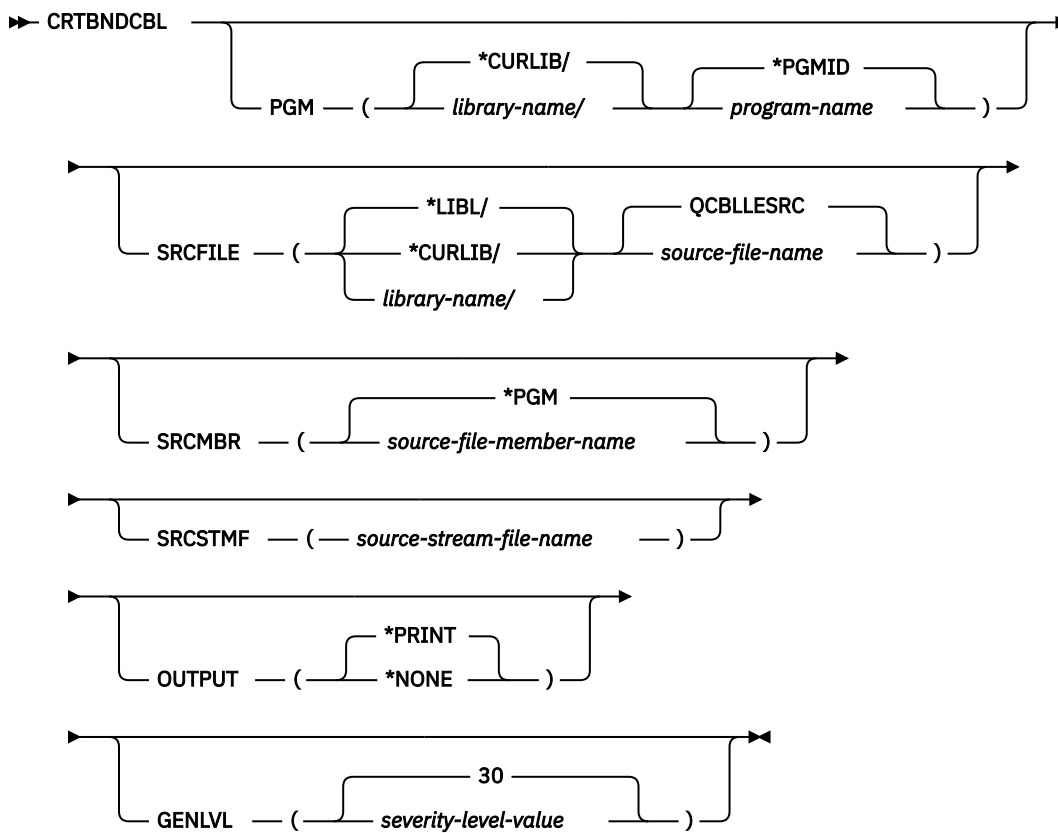 CRTBNDCBL
*CURLIB/ *PGMID
PGM ( library-name/ program-name )
*LIBL/ QCBLLESRC
SRCFILE ( *CURLIB/ source-file-name )
library-name/
*PGM
SRCMBR ( source-file-member-name )
SRCSTMF ( source-stream-file-name )
*PRINT
OUTPUT ( *NONE )
30
GENLVL ( severity-level-value )